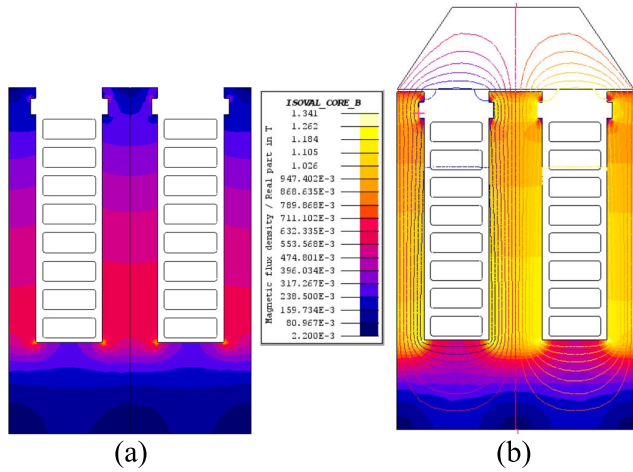 ISOVAL_CORE_B
Magnetic flux density / Real part in T
1.341
1.262
1.184
1.105
1.026
947.402E-3
868.635E-3
789.868E-3
711.102E-3
632.335E-3
553.568E-3
474.801E-3
396.034E-3
317.267E-3
238.500E-3
159.734E-3
80.967E-3
2.200E-3
(a)
(b)